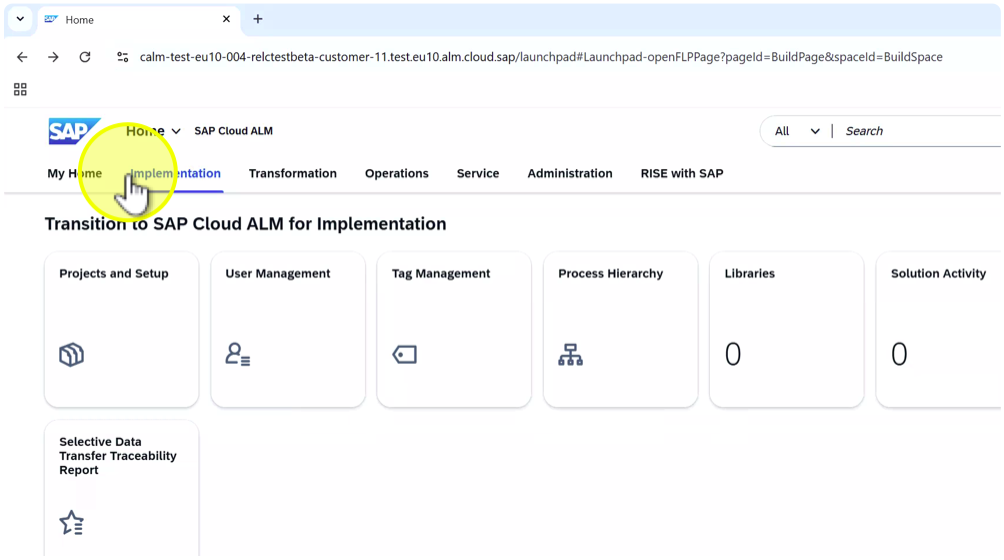 Home
calm-test-eu10-004-relctestbeta-customer-11.test.eu10.alm.cloud.sap/launchpad#Launchpad-openFLPPage?pageId=BuildPage&spaceId=BuildSpace
SAP Home SAP Cloud ALM All Search
My Home Implementation Transformation Operations Service Administration RISE with SAP
Transition to SAP Cloud ALM for Implementation
Projects and Setup User Management Tag Management Process Hierarchy Libraries Solution Activity
0 0
Selective Data
Transfer Traceability
Report